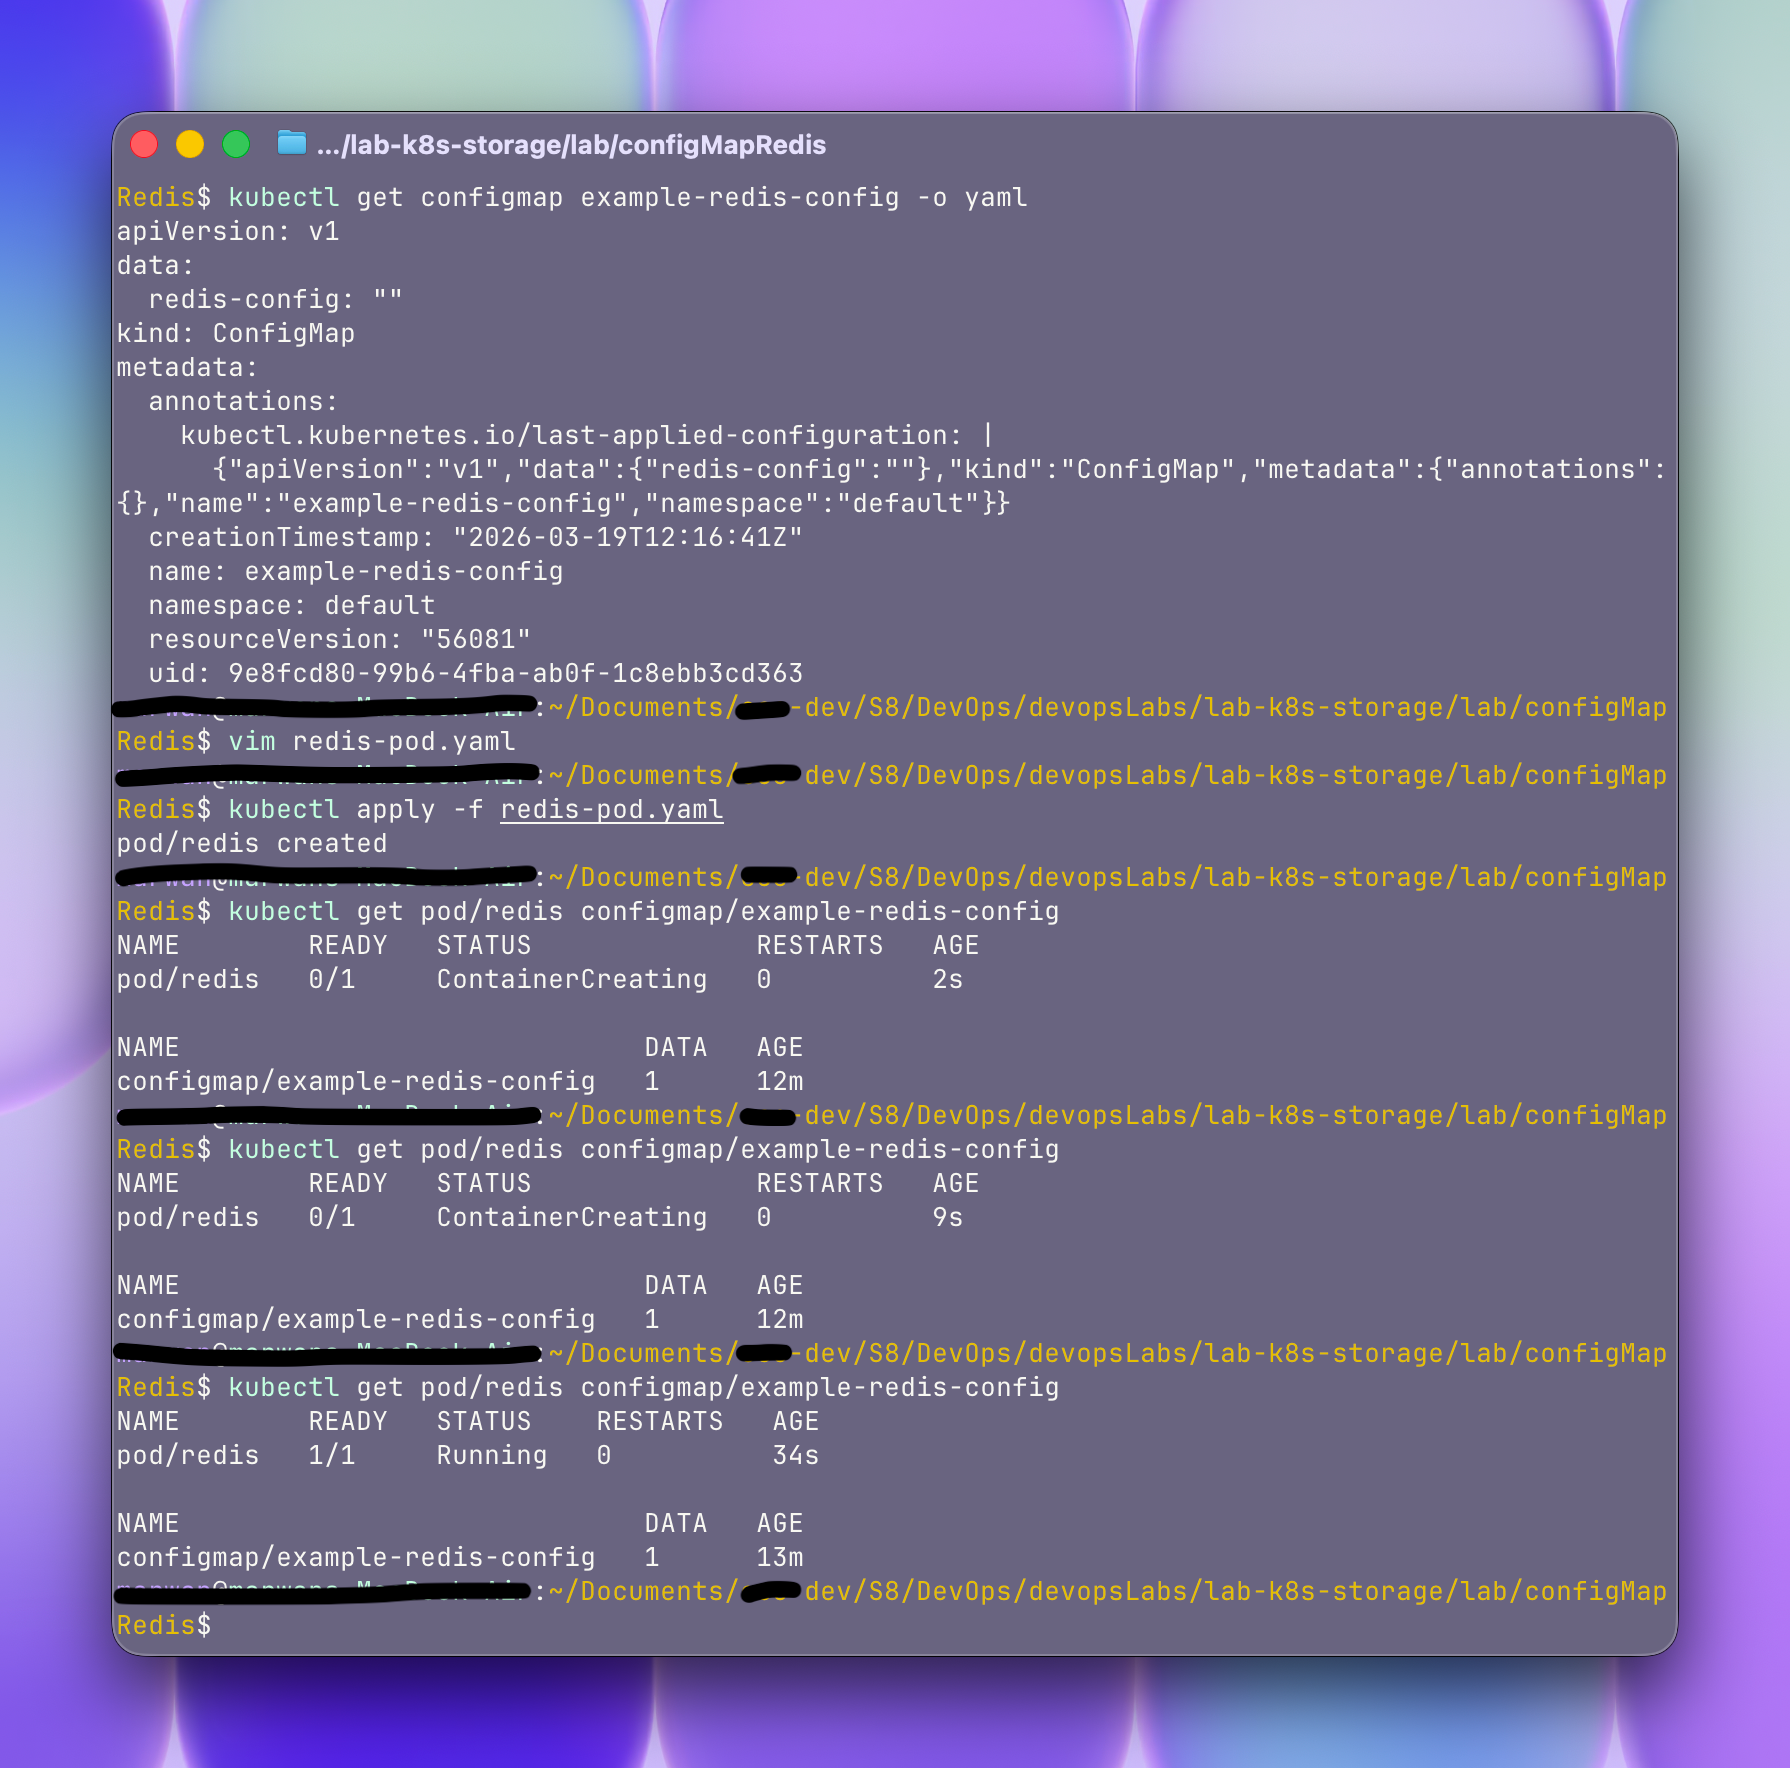 .../lab-k8s-storage/lab/configMapRedis
Redis$ kubectl get configmap example-redis-config -o yaml
apiVersion: v1
data:
  redis-config: ""
kind: ConfigMap
metadata:
  annotations:
    kubectl.kubernetes.io/last-applied-configuration: |
      {"apiVersion":"v1","data":{"redis-config":""},"kind":"ConfigMap","metadata":{"annotations":
{},"name":"example-redis-config","namespace":"default"}}
  creationTimestamp: "2026-03-19T12:16:41Z"
  name: example-redis-config
  namespace: default
  resourceVersion: "56081"
  uid: 9e8fcd80-99b6-4fba-ab0f-1c8ebb3cd363
:~/Documents/-dev/S8/DevOps/devopsLabs/lab-k8s-storage/lab/configMap
Redis$ vim redis-pod.yaml
:~/Documents/dev/S8/DevOps/devopsLabs/lab-k8s-storage/lab/configMap
Redis$ kubectl apply -f redis-pod.yaml
pod/redis created
:~/Documents/-dev/S8/DevOps/devopsLabs/lab-k8s-storage/lab/configMap
Redis$ kubectl get pod/redis configmap/example-redis-config
NAME        READY   STATUS              RESTARTS   AGE
pod/redis   0/1     ContainerCreating   0          2s

NAME                             DATA   AGE
configmap/example-redis-config   1      12m
:~/Documents/-dev/S8/DevOps/devopsLabs/lab-k8s-storage/lab/configMap
Redis$ kubectl get pod/redis configmap/example-redis-config
NAME        READY   STATUS              RESTARTS   AGE
pod/redis   0/1     ContainerCreating   0          9s

NAME                             DATA   AGE
configmap/example-redis-config   1      12m
:~/Documents/-dev/S8/DevOps/devopsLabs/lab-k8s-storage/lab/configMap
Redis$ kubectl get pod/redis configmap/example-redis-config
NAME        READY   STATUS    RESTARTS   AGE
pod/redis   1/1     Running   0          34s

NAME                             DATA   AGE
configmap/example-redis-config   1      13m
:~/Documents/dev/S8/DevOps/devopsLabs/lab-k8s-storage/lab/configMap
Redis$